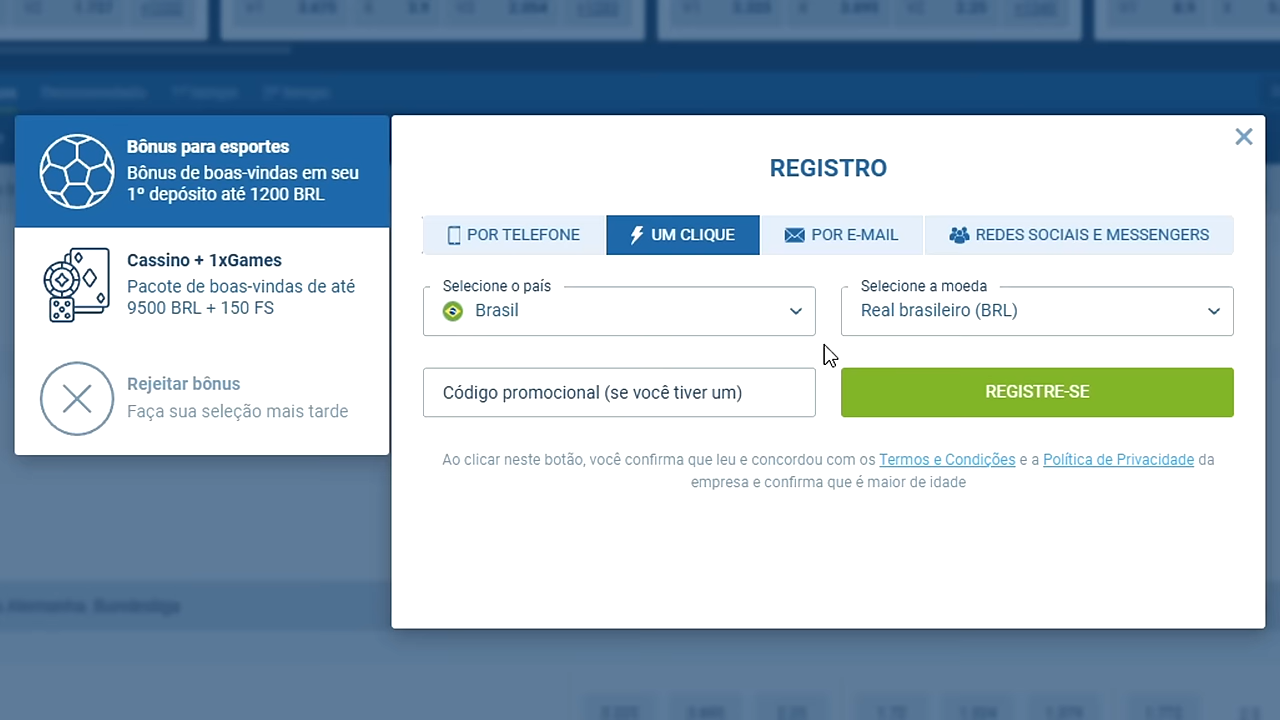 Bônus para esportes
Bônus de boas-vindas em seu
1º depósito até 1200 BRL
Cassino + 1xGames
Pacote de boas-vindas de até
9500 BRL + 150 FS
Rejeitar bônus
Faça sua seleção mais tarde
REGISTRO
POR TELEFONE
UM CLIQUE
POR E-MAIL
REDES SOCIAIS E MESSENGERS
Selecione o país
Brasil
Selecione a moeda
Real brasileiro (BRL)
Código promocional (se você tiver um)
REGISTRE-SE
Ao clicar neste botão, você confirma que leu e concordou com os Termos e Condições e a Política de Privacidade da
empresa e confirma que é maior de idade